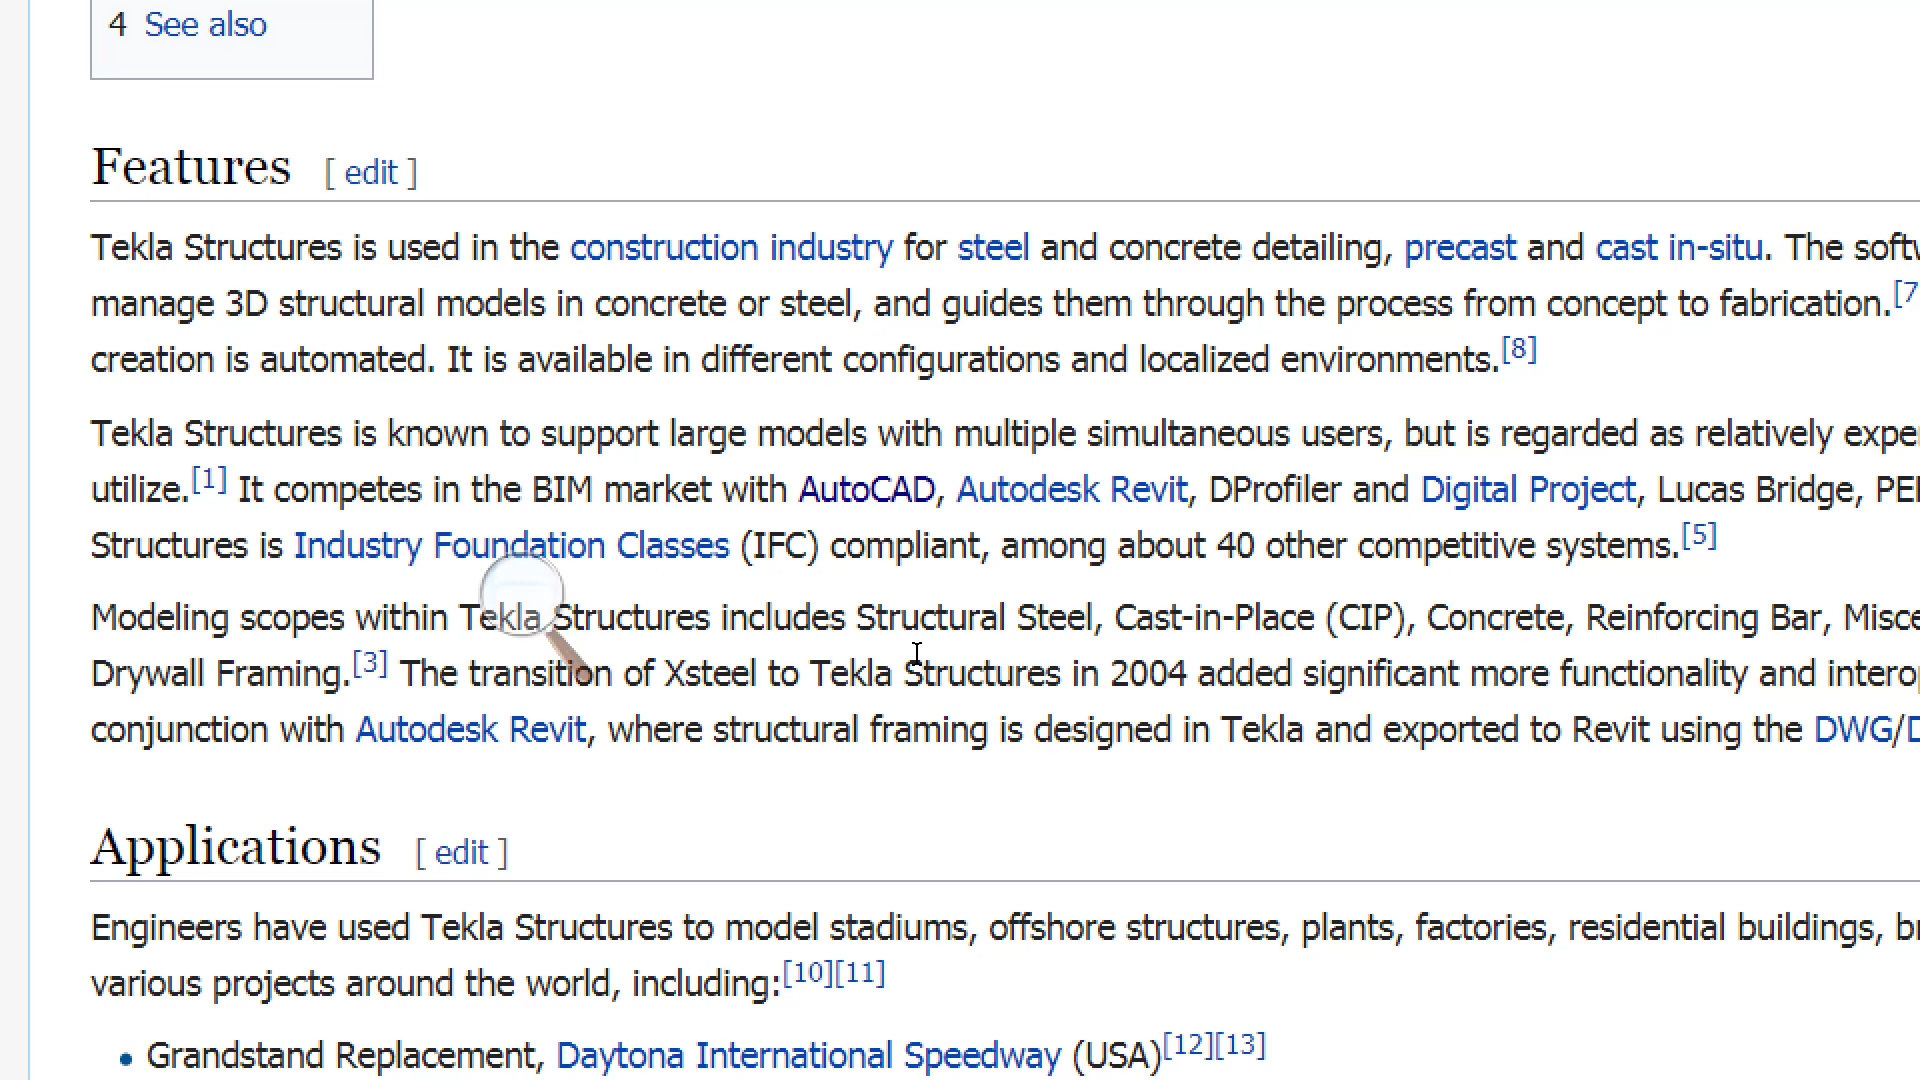 4 See also
Features [ edit ]
Tekla Structures is used in the construction industry for steel and concrete detailing, precast and cast in-situ. The
manage 3D structural models in concrete or steel, and guides them through the process from concept to fabrication.[7
creation is automated. It is available in different configurations and localized environments.[8]
Tekla Structures is known to support large models with multiple simultaneous users, but is regarded as relatively
utilize.[1] It competes in the BIM market with AutoCAD, Autodesk Revit, DProfiler and Digital Project, Lucas Bridge,
Structures is Industry Foundation Classes (IFC) compliant, among about 40 other competitive systems.[5]
Modeling scopes within Tekla Structures includes Structural Steel, Cast-in-Place (CIP), Concrete, Reinforcing Bar,
Drywall Framing.[3] The transition of Xsteel to Tekla Structures in 2004 added significant more functionality and
conjunction with Autodesk Revit, where structural framing is designed in Tekla and exported to Revit using the DWG/
Applications [ edit ]
Engineers have used Tekla Structures to model stadiums, offshore structures, plants, factories, residential buildings,
various projects around the world, including:[10][11]
• Grandstand Replacement, Daytona International Speedway (USA)[12][13]